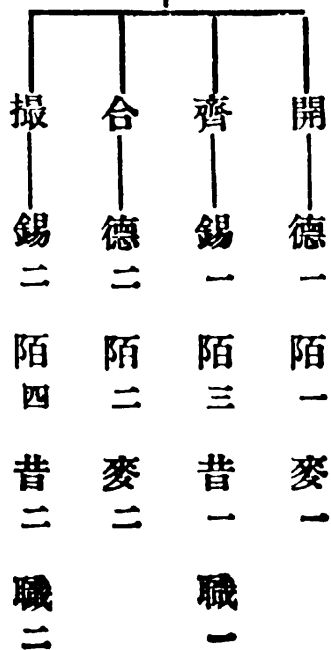 開 德一 陌一 麥一
齊 錫一 陌三 昔一 職一
合 德二 陌二 麥二
撮 錫二 陌四 昔二 職二